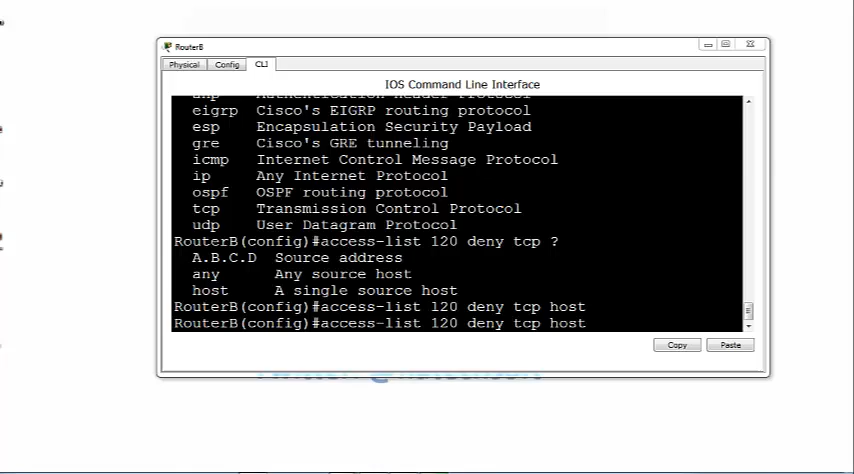 RouterB
Physical Config CLI
IOS Command Line Interface
eigrp Cisco's EIGRP routing protocol
esp Encapsulation Security Payload
gre Cisco's GRE tunneling
icmp Internet Control Message Protocol
ip Any Internet Protocol
ospf OSPF routing protocol
tcp Transmission Control Protocol
udp User Datagram Protocol
RouterB(config)#access-list 120 deny tcp ?
A.B.C.D Source address
any Any source host
host A single source host
RouterB(config)#access-list 120 deny tcp host
RouterB(config)#access-list 120 deny tcp host
Copy Paste